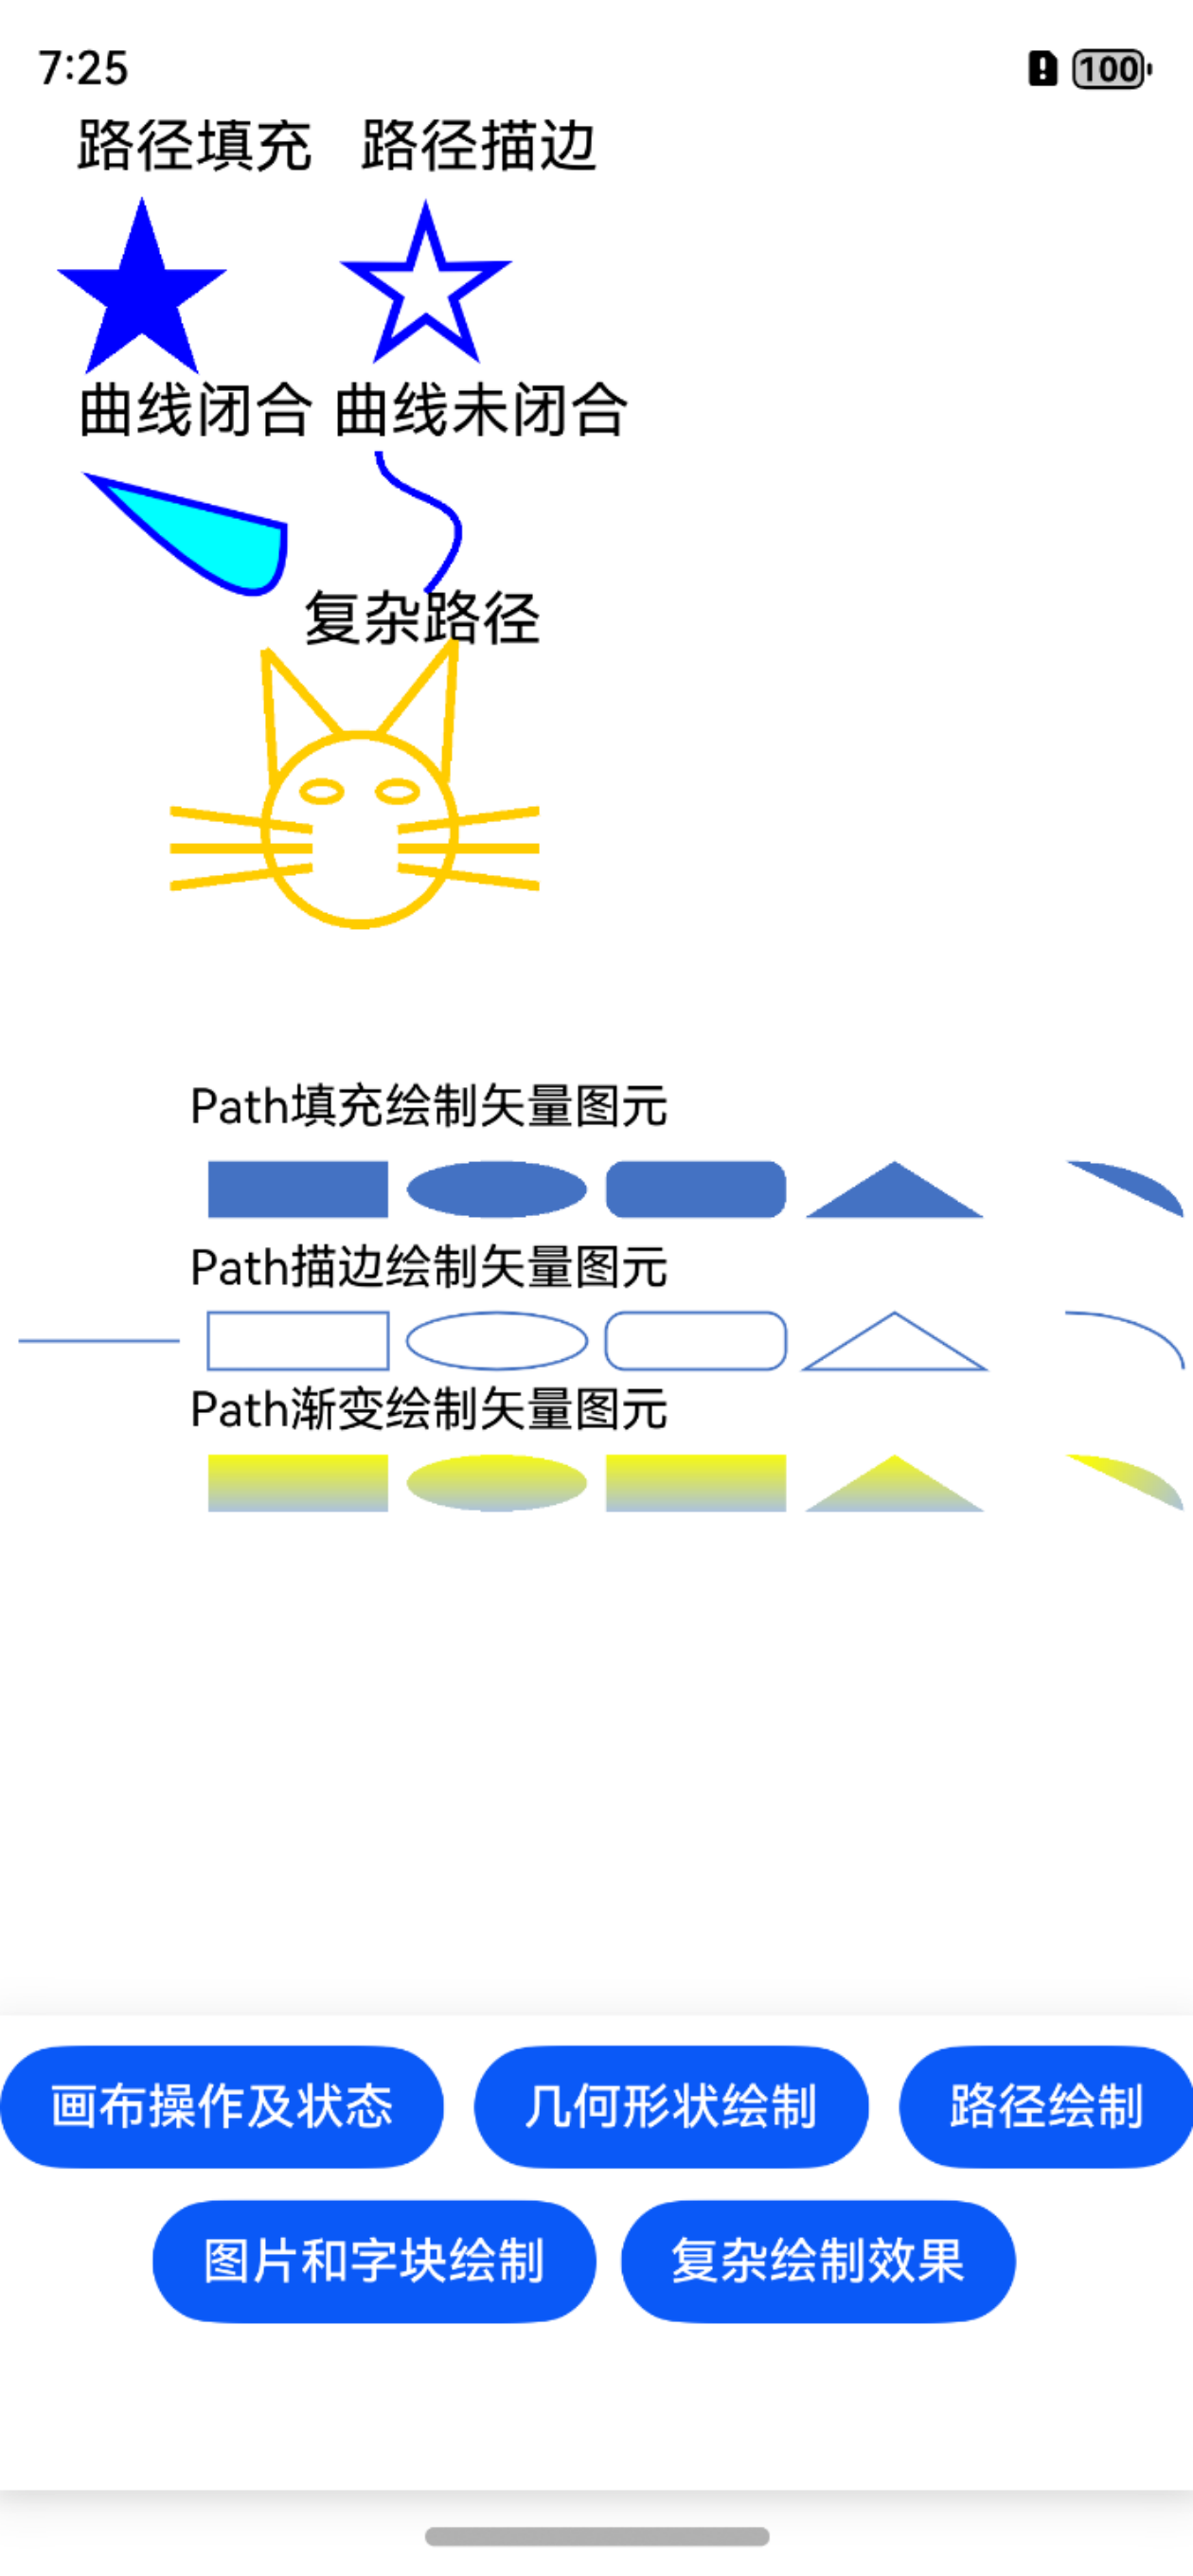 7:25 100
路径填充 路径描边
曲线闭合 曲线未闭合
复杂路径
Path填充绘制矢量图元
Path描边绘制矢量图元
Path渐变绘制矢量图元
画布操作及状态 几何形状绘制 路径绘制
图片和字块绘制 复杂绘制效果